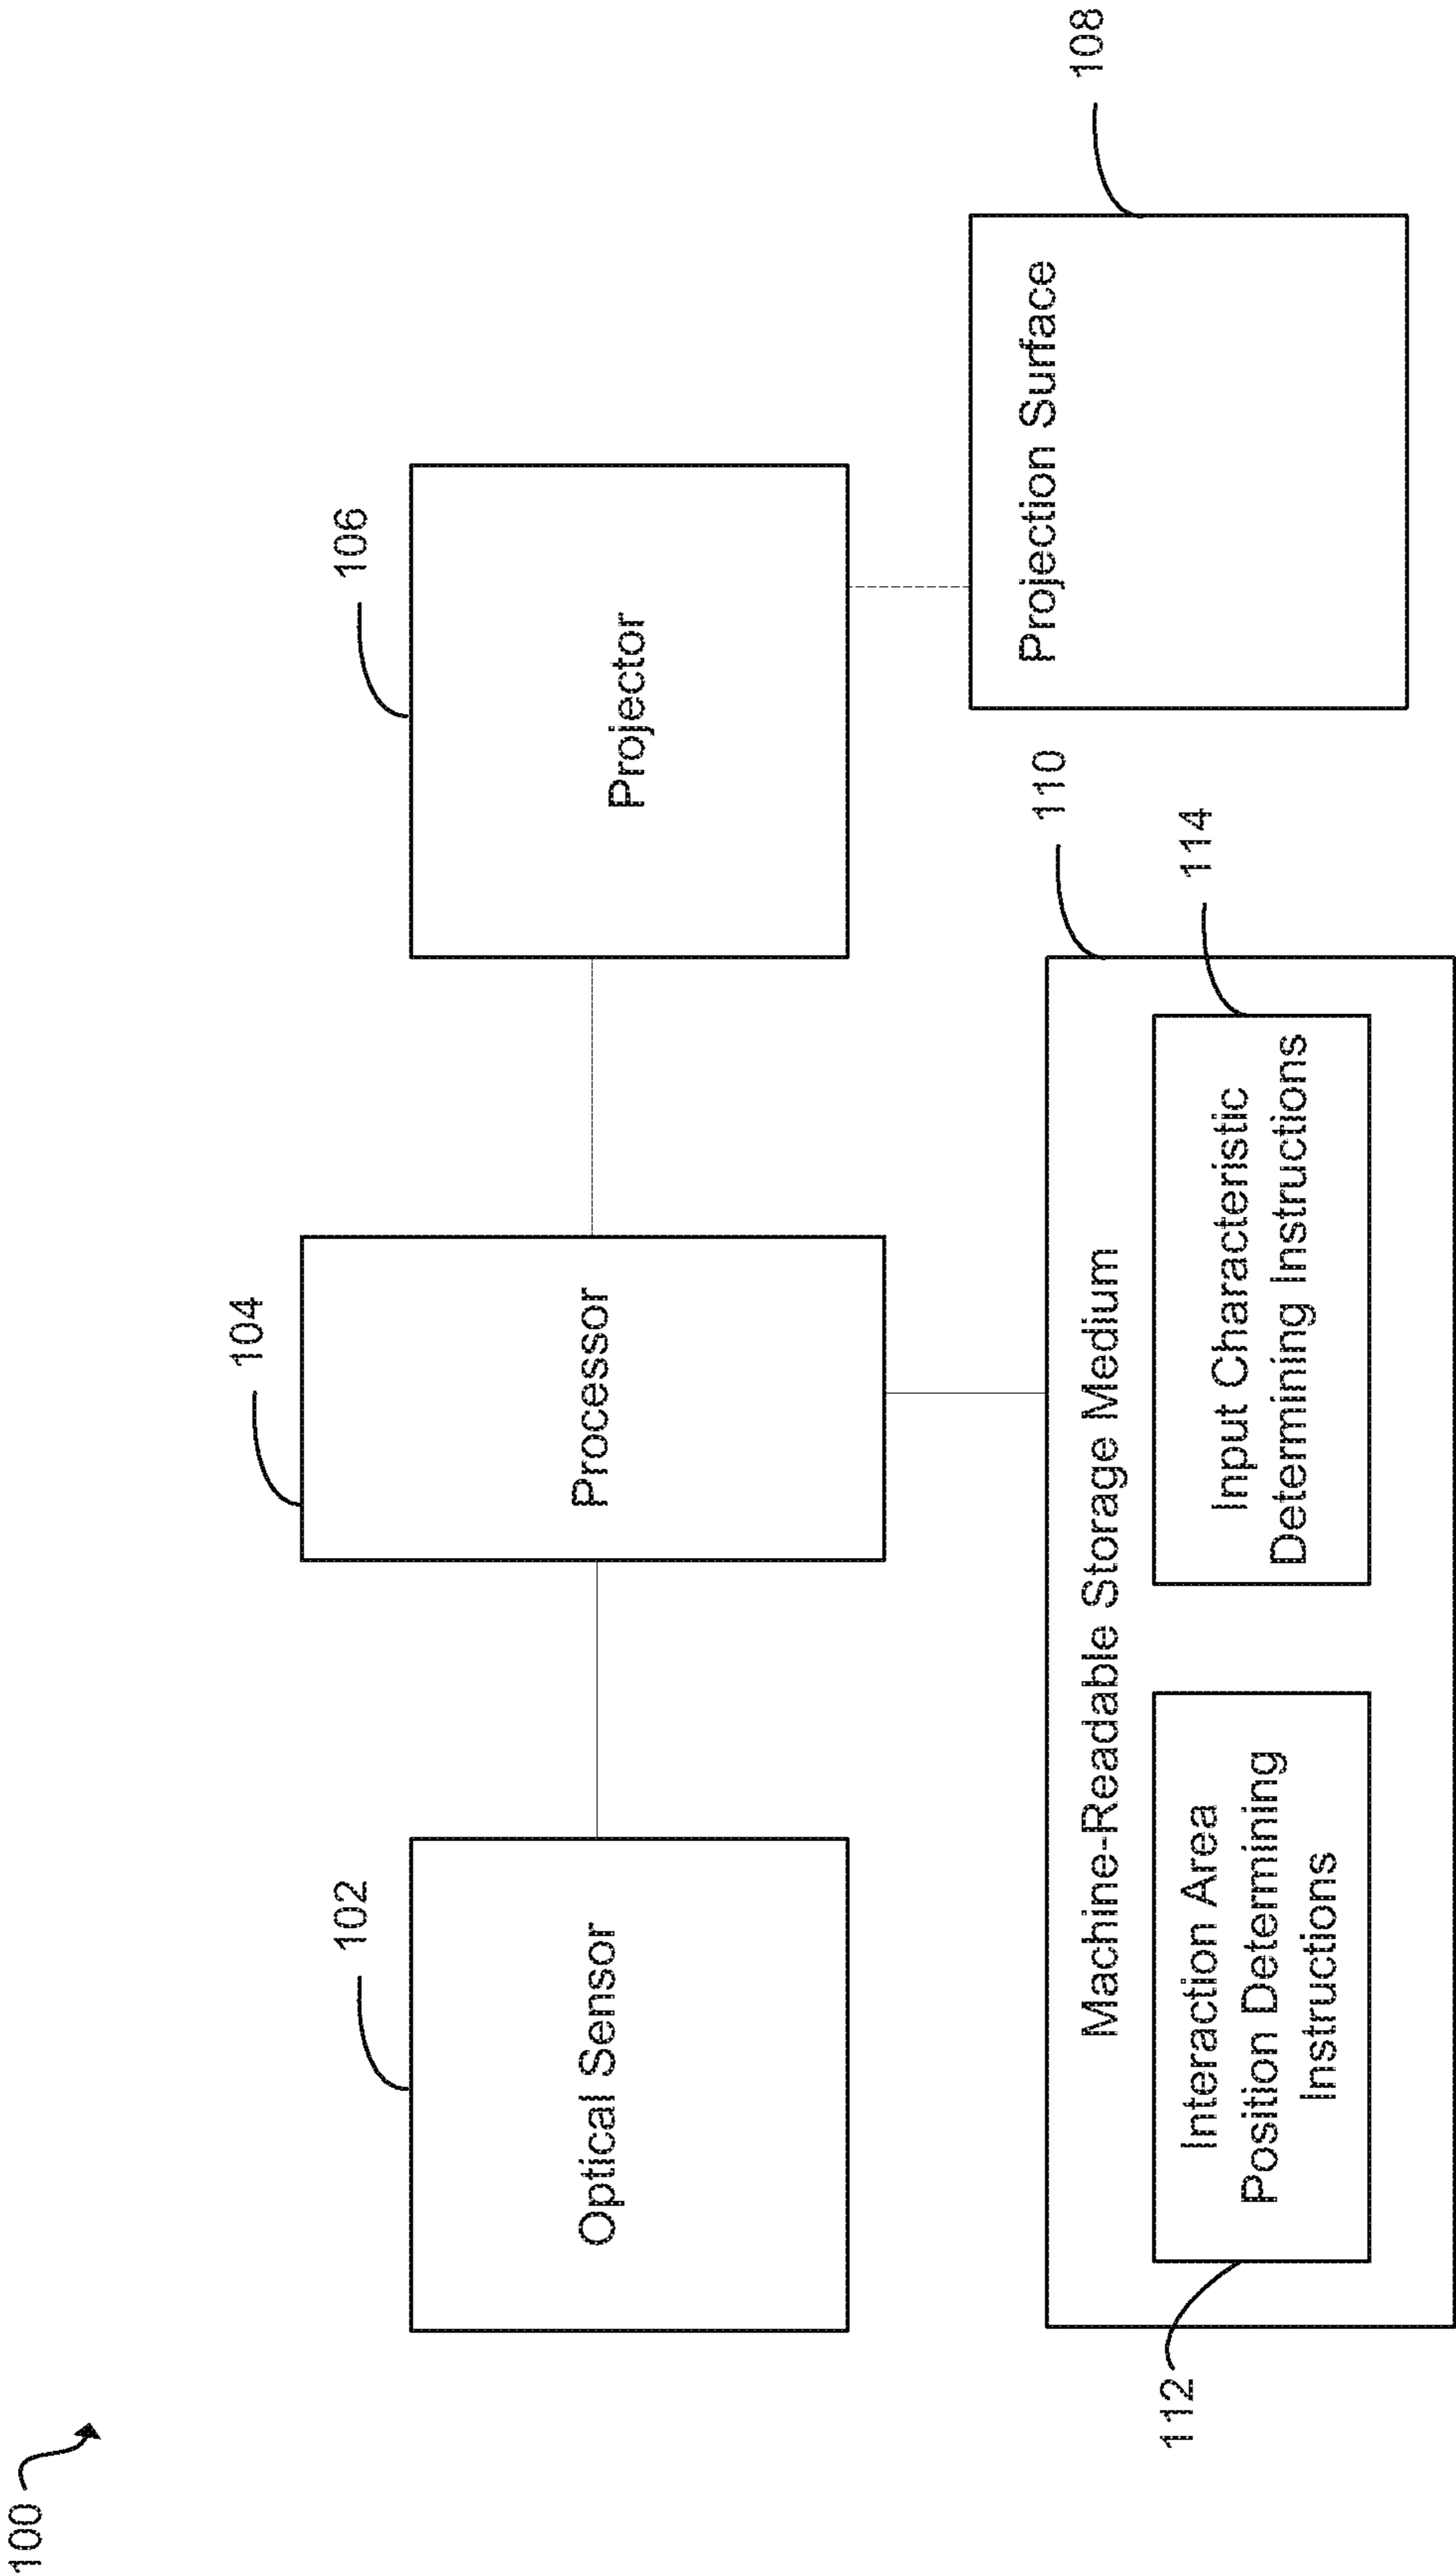 100
102
Optical Sensor
104
Processor
106
Projector
108
Projection Surface
110
Machine-Readable Storage Medium
112
Interaction Area
Position Determining
Instructions
114
Input Characteristic
Determining Instructions